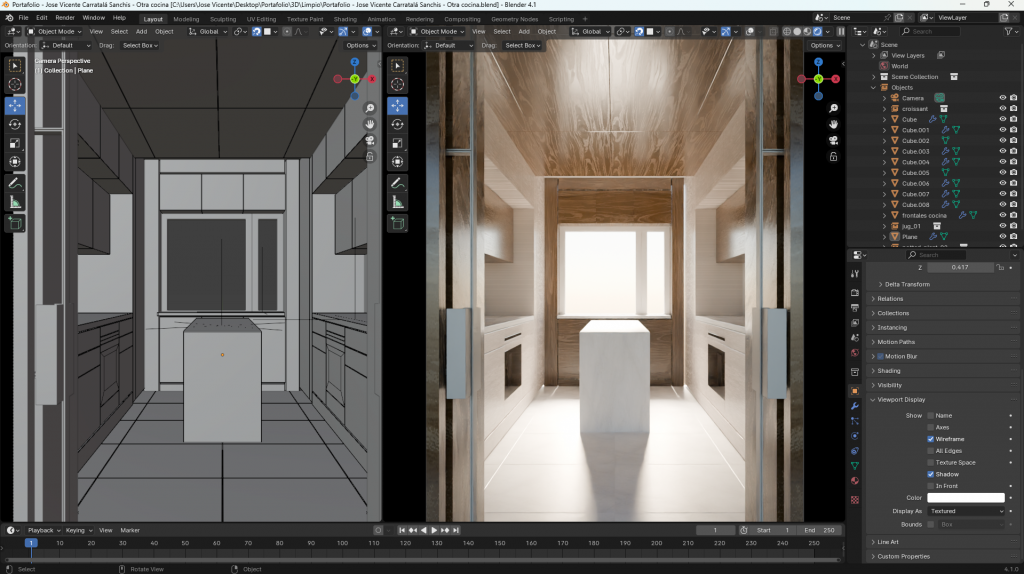 Portafolio - Jose Vicente Carratalá Sanchis - Otra cocina [C:\Users\Jose Vicente\Desktop\Portafolio\3D\Limpio\Portafolio - Jose Vicente Carratalá Sanchis - Otra cocina.blend] - Blender 4.1
File Edit Render Window Help Layout Modeling Sculpting UV Editing Texture Paint Shading Animation Rendering Compositing Geometry Nodes Scripting Scene ViewLayer
Object Mode View Select Add Object Global
Object Mode View Select Add Object Global
Search
Orientation: Default Drag: Select Box Options
Orientation: Default Drag: Select Box Options
Camera Perspective
(1) Collection | Plane
Z
X
Y
Z
X
Y
Scene
View Layers
World
Scene Collection
Objects
Camera
croissant
Cube
Cube.001
Cube.002
Cube.003
Cube.004
Cube.005
Cube.006
Cube.007
Cube.008
frontales cocina
jug_01
Plane
Search
Z 0.417
Delta Transform
Relations
Collections
Instancing
Motion Paths
Motion Blur
Shading
Visibility
Viewport Display
Show Name
Axes
Wireframe
All Edges
Texture Space
Shadow
In Front
Color
Display As Textured
Bounds Box
Line Art
Custom Properties
Playback Keying View Marker 1 Start 1 End 250
1 10 20 30 40 50 60 70 80 90 100 110 120 130 140 150 160 170 180 190 200 210 220 230 240 250
Select Rotate View Object 4.1.0